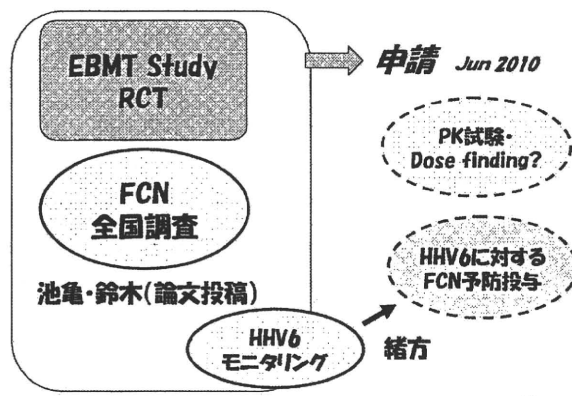 EBMT Study
RCT
申請 Jun 2010
PK試験・
Dose finding?
FCN
全国調査
HHV6に対する
FCN予防投与
池亀・鈴木(論文投稿)
HHV6
モニタリング
緒方